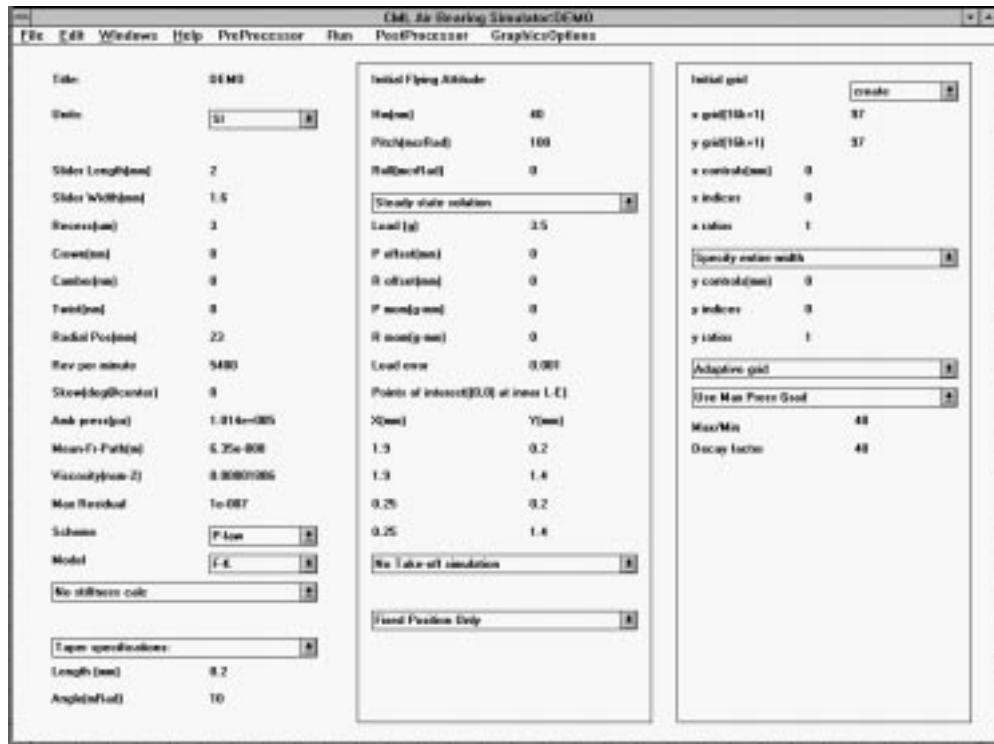 CML Air Bearing Simulator:DEMO
File Edit Windows Help PreProcessor Run PostProcessor GraphicsOptions
Title: DEMO
Units SI
Slider Length(mm) 2
Slider Width(mm) 1.6
Recess(um) 3
Crown(nm) 0
Camber(nm) 0
Twist(nm) 0
Radial Pos(mm) 23
Rev per minute 5400
Skew(deg@center) 0
Amb press(pa) 1.014e+005
Mean-Fr-Path(m) 6.35e-008
Viscosity(nsm-2) 0.00001806
Max Residual 1e-007
Scheme P-law
Model F-K
No stiffness calc
Taper specifications:
Length (mm) 0.2
Angle(mRad) 10
Initial Flying Attitude
Hm(nm) 40
Pitch(mcrRad) 100
Roll(mcrRad) 0
Steady state solution
Load (g) 3.5
P offset(mm) 0
R offset(mm) 0
P mom(g-mm) 0
R mom(g-mm) 0
Load error 0.001
Points of interest((0,0) at inner L-E)
X(mm) Y(mm)
1.9 0.2
1.9 1.4
0.25 0.2
0.25 1.4
No Take-off simulation
Fixed Position Only
Initial grid create
x grid(16k+1) 97
y grid(16k+1) 97
x controls(mm) 0
x indices 0
x ratios 1
Specify entire width
y controls(mm) 0
y indices 0
y ratios 1
Adaptive grid
Use Max Press Grad
Max/Min 40
Decay factor 40